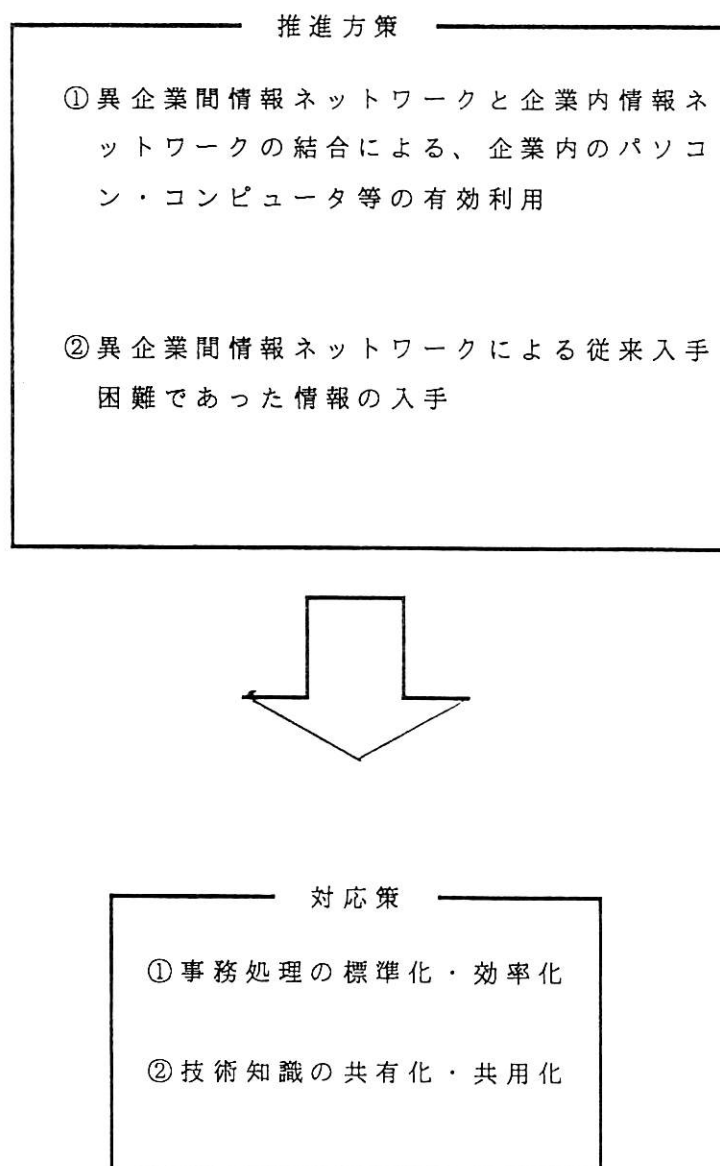 推進方策
①異企業間情報ネットワークと企業内情報ネ
ットワークの結合による、企業内のパソコ
ン・コンピュータ等の有効利用
②異企業間情報ネットワークによる従来入手
困難であった情報の入手
対応策
①事務処理の標準化・効率化
②技術知識の共有化・共用化